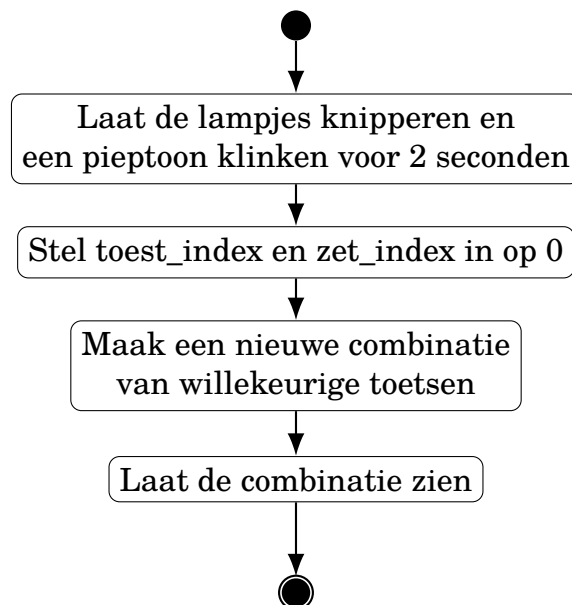 Laat de lampjes knipperen en
een pieptoon klinken voor 2 seconden
Stel toest_index en zet_index in op 0
Maak een nieuwe combinatie
van willekeurige toetsen
Laat de combinatie zien